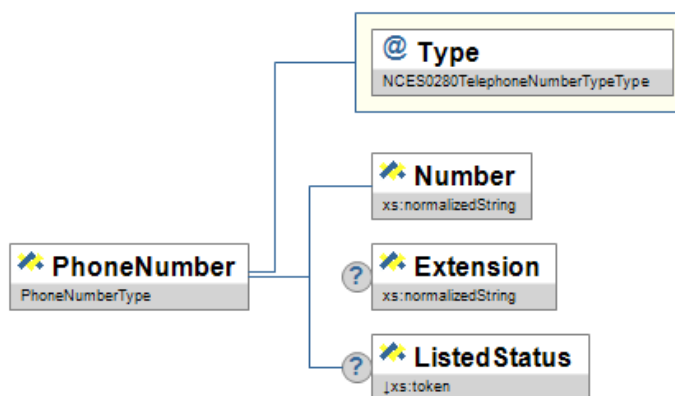 @ Type
NCES0280TelephoneNumberTypeType
Number
xs:normalizedString
PhoneNumber
PhoneNumberType
? Extension
xs:normalizedString
? ListedStatus
↓xs:token